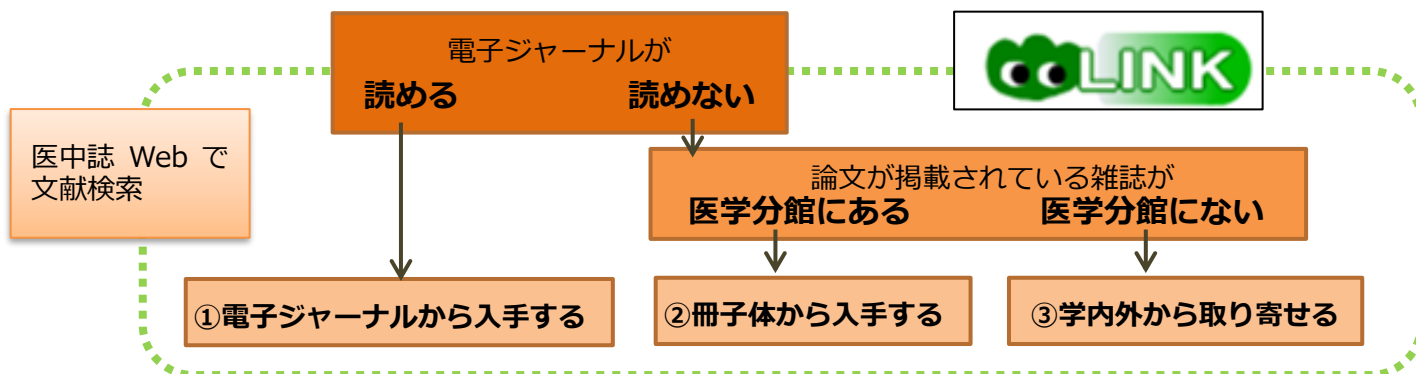 電子ジャーナルが
読める 読めない
LINK
医中誌 Web で
文献検索
論文が掲載されている雑誌が
医学分館にある 医学分館にない
①電子ジャーナルから入手する
②冊子体から入手する
③学内外から取り寄せる